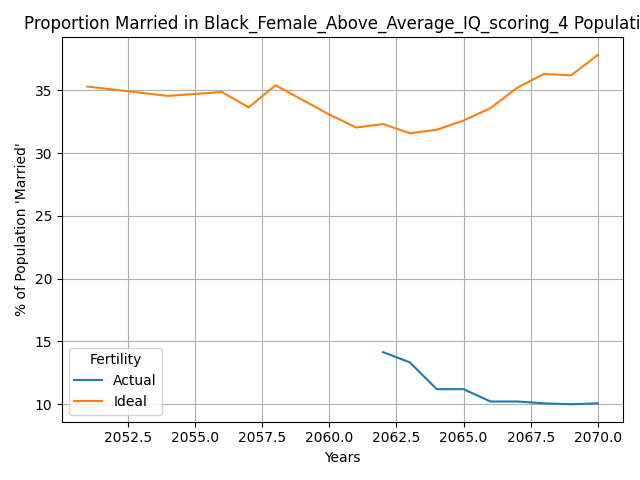 Proportion Married in Black_Female_Above_Average_IQ_scoring_4 Populati
% of Population 'Married'
35
30
25
20
15
10
Fertility
Actual
Ideal
2052.5 2055.0 2057.5 2060.0 2062.5 2065.0 2067.5 2070.0
Years